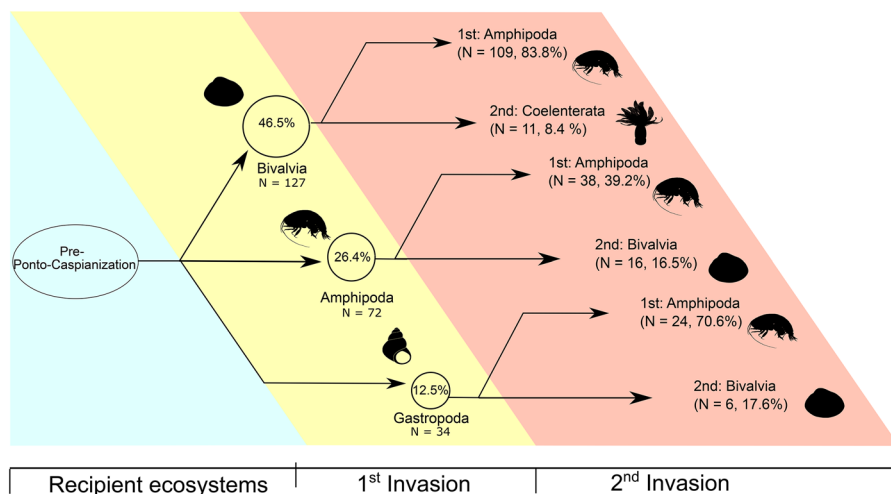 1st: Amphipoda
(N = 109, 83.8%)
46.5%
Bivalvia
N = 127
2nd: Coelenterata
(N = 11, 8.4 %)
1st: Amphipoda
(N = 38, 39.2%)
Pre-
Ponto-Caspianization
26.4%
Amphipoda
N = 72
2nd: Bivalvia
(N = 16, 16.5%)
1st: Amphipoda
(N = 24, 70.6%)
12.5%
Gastropoda
N = 34
2nd: Bivalvia
(N = 6, 17.6%)
Recipient ecosystems
1st Invasion
2nd Invasion